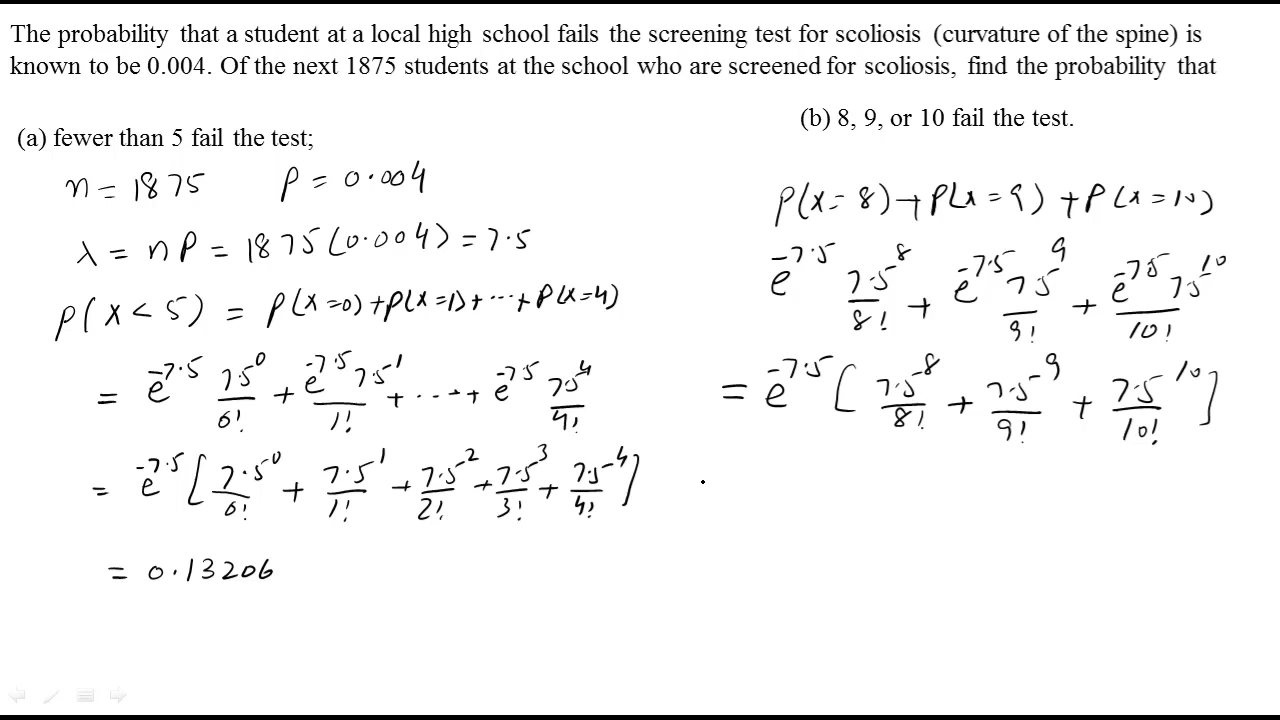 The probability that a student at a local high school fails the screening test for scoliosis (curvature of the spine) is
known to be 0.004. Of the next 1875 students at the school who are screened for scoliosis, find the probability that
(a) fewer than 5 fail the test;
n = 1875 P = 0.004
λ = nP = 1875(0.004) = 7.5
P(X < 5) = P(X=0) + P(X=1) + ... + P(X=4)
= e^-7.5 7.5^0/0! + e^-7.5 7.5^1/1! + ... + e^-7.5 7.5^4/4!
= e^-7.5 [7.5^0/0! + 7.5^1/1! + 7.5^2/2! + 7.5^3/3! + 7.5^4/4!]
= 0.13206
(b) 8, 9, or 10 fail the test.
P(X=8) + P(X=9) + P(X=10)
e^-7.5 7.5^8/8! + e^-7.5 7.5^9/9! + e^-7.5 7.5^10/10!
= e^-7.5 [7.5^8/8! + 7.5^9/9! + 7.5^10/10!]